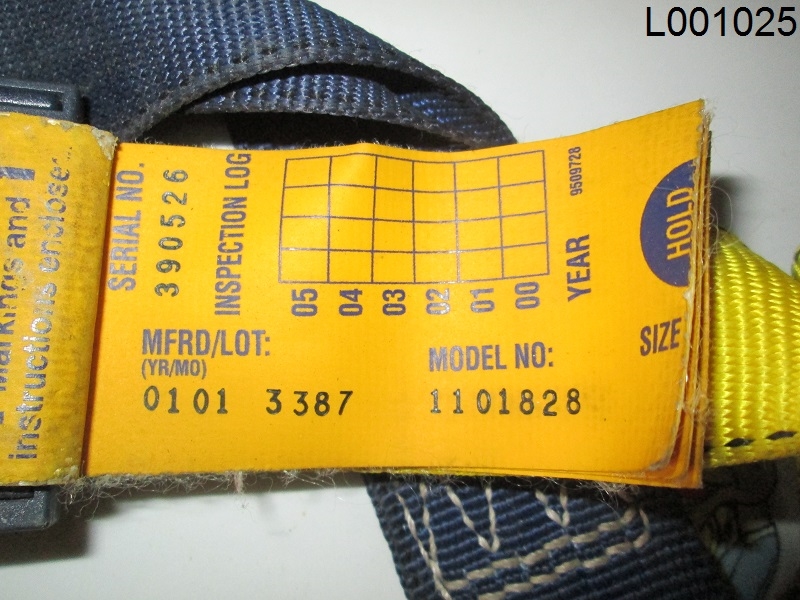 L001025
Markings and
instructions enclose
SERIAL NO.
390526
INSPECTION LOG
05 04 03 02 01 00
YEAR
9509728
HOLD
SIZE
MFRD/LOT:
(YR/MO)
0101 3387
MODEL NO:
1101828